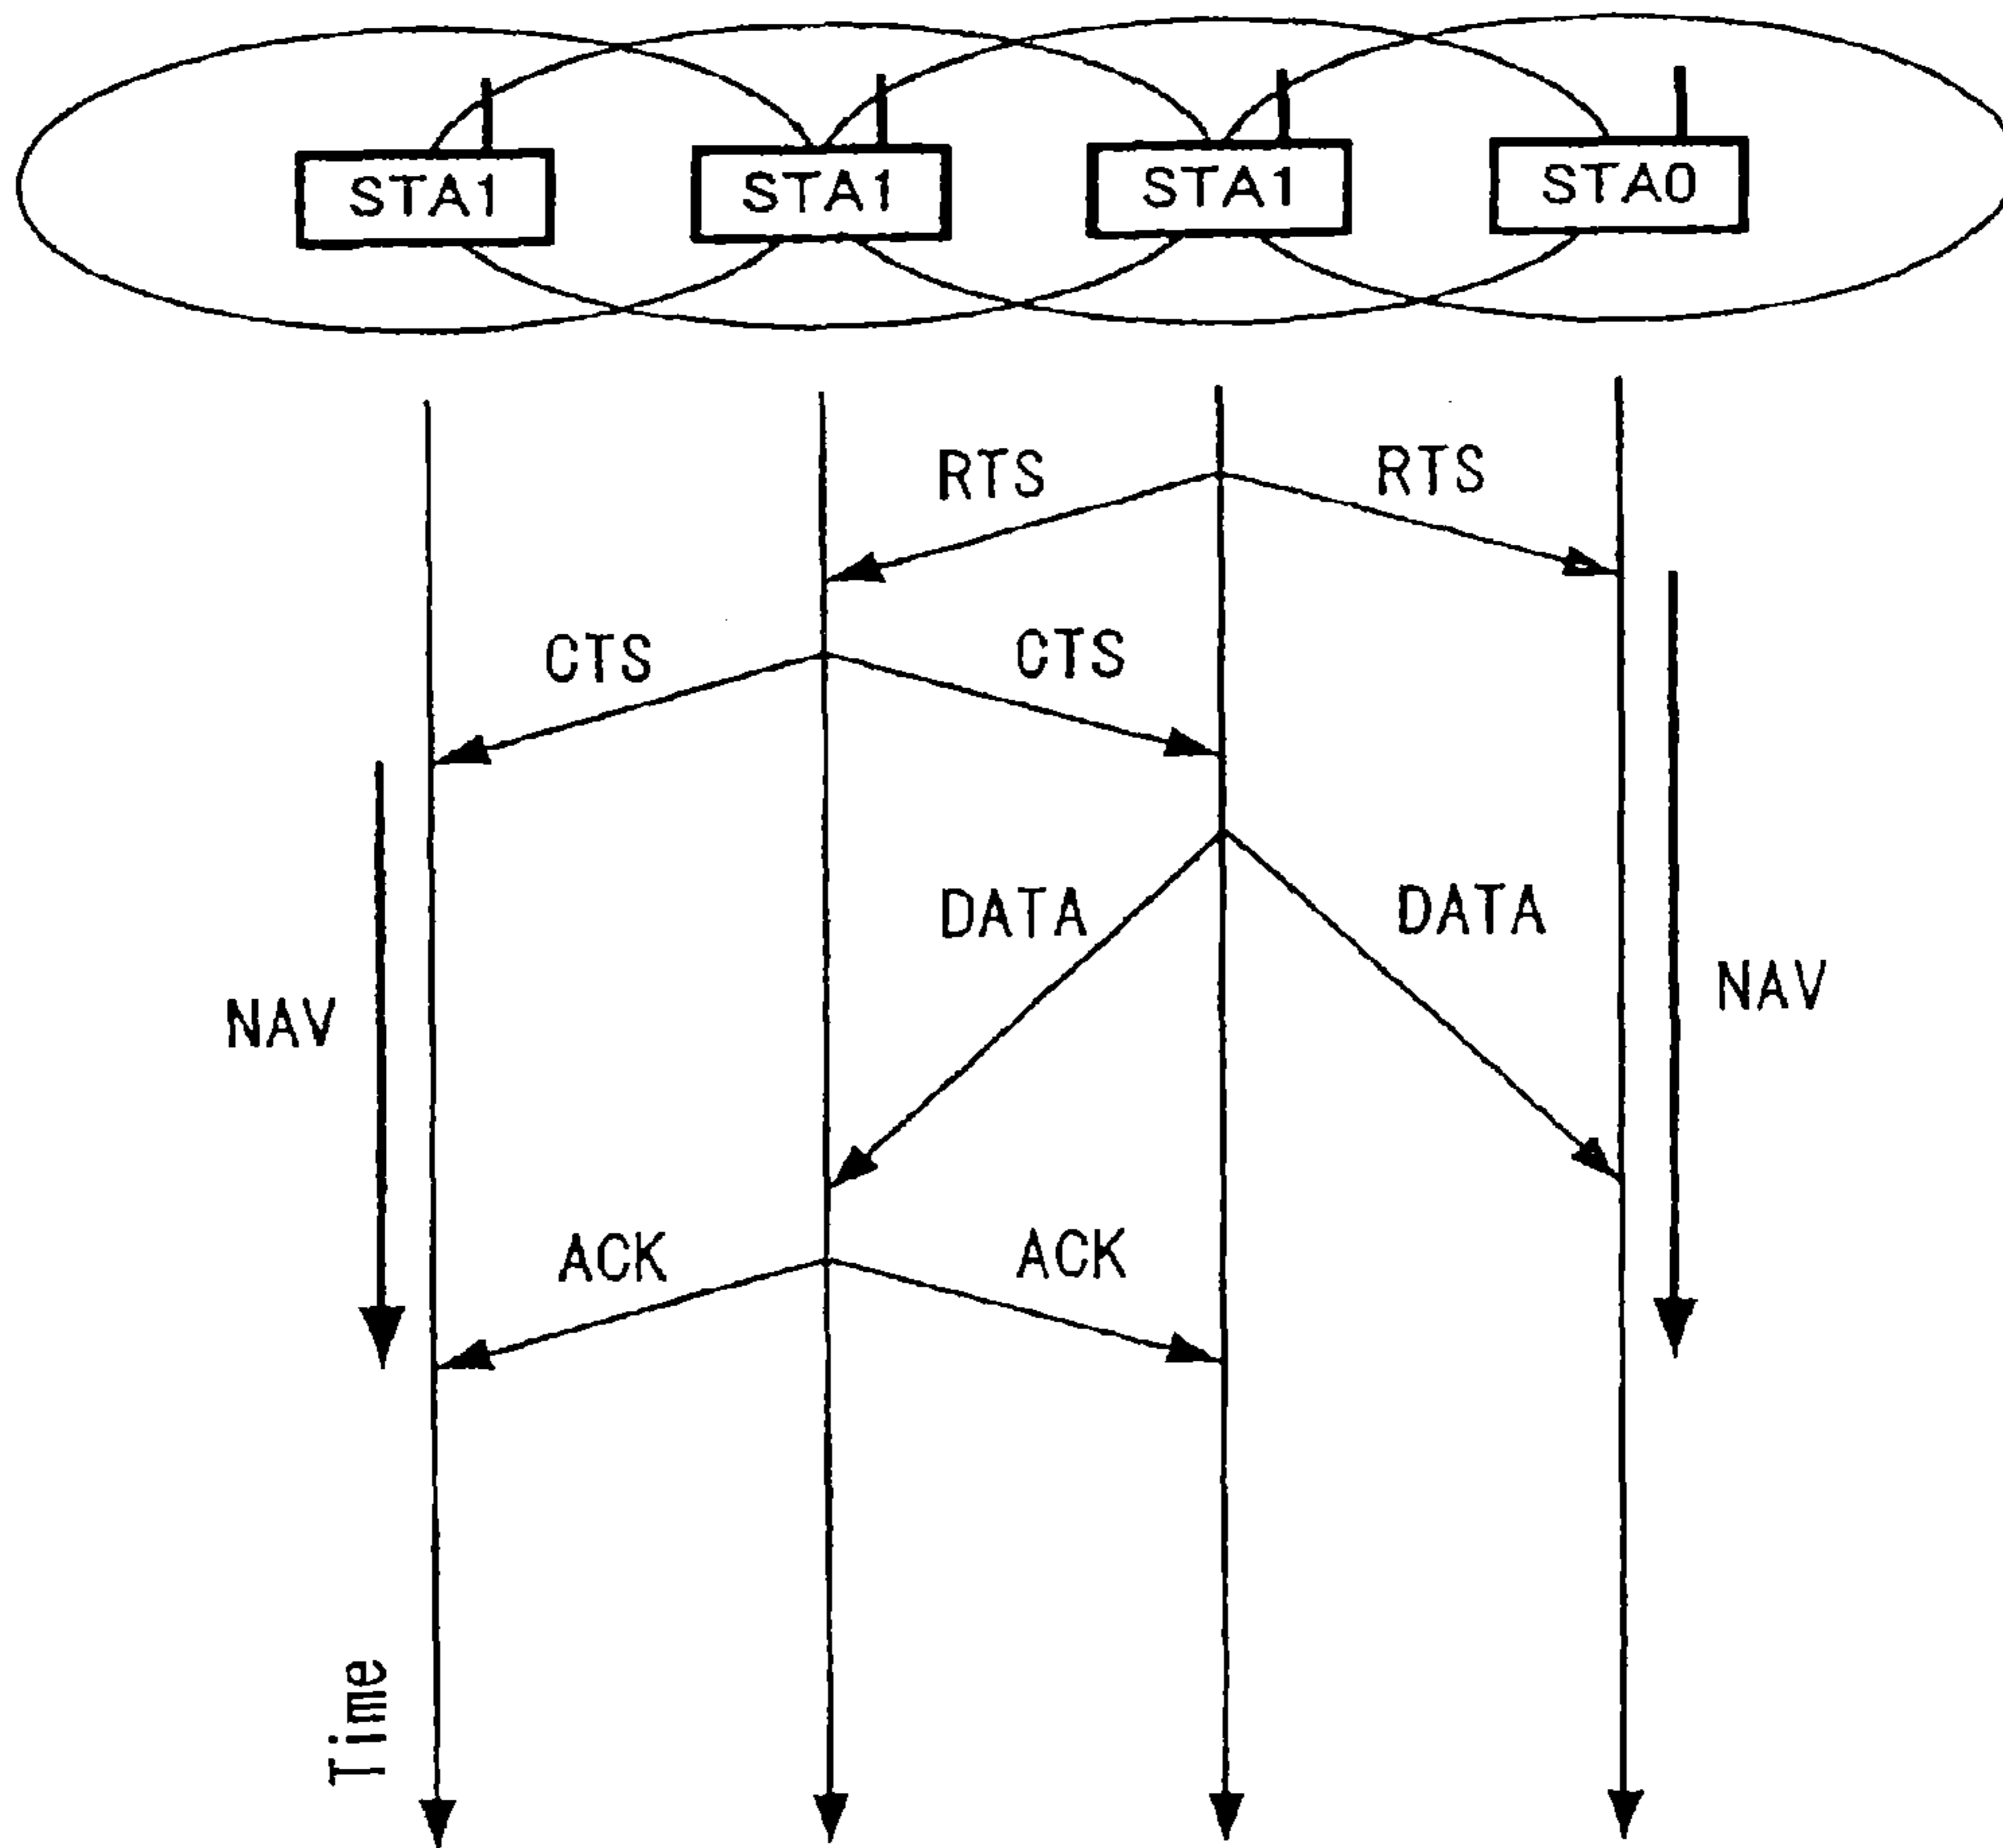 STA1 STA1 STA1 STA0
RTS RTS
CTS CTS
DATA DATA
NAV NAV
ACK ACK
Time